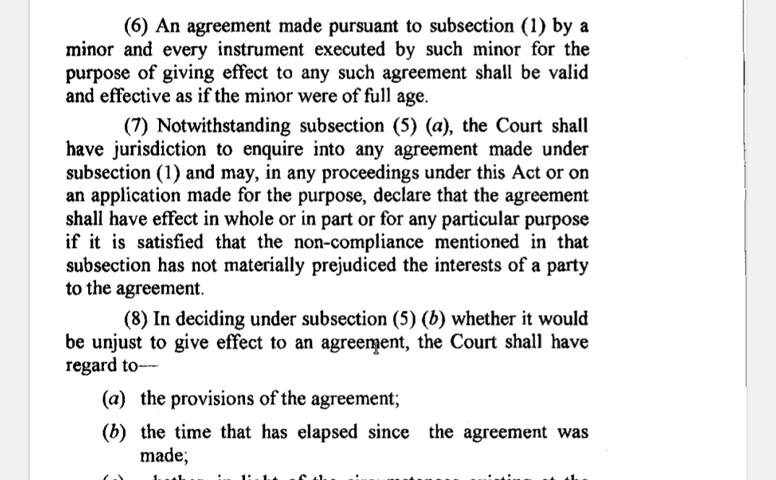 (6) An agreement made pursuant to subsection (1) by a
minor and every instrument executed by such minor for the
purpose of giving effect to any such agreement shall be valid
and effective as if the minor were of full age.
(7) Notwithstanding subsection (5) (a), the Court shall
have jurisdiction to enquire into any agreement made under
subsection (1) and may, in any proceedings under this Act or on
an application made for the purpose, declare that the agreement
shall have effect in whole or in part or for any particular purpose
if it is satisfied that the non-compliance mentioned in that
subsection has not materially prejudiced the interests of a party
to the agreement.
(8) In deciding under subsection (5) (b) whether it would
be unjust to give effect to an agreement, the Court shall have
regard to—
(a) the provisions of the agreement;
(b) the time that has elapsed since the agreement was
made;
in light of the circumstances existing at the